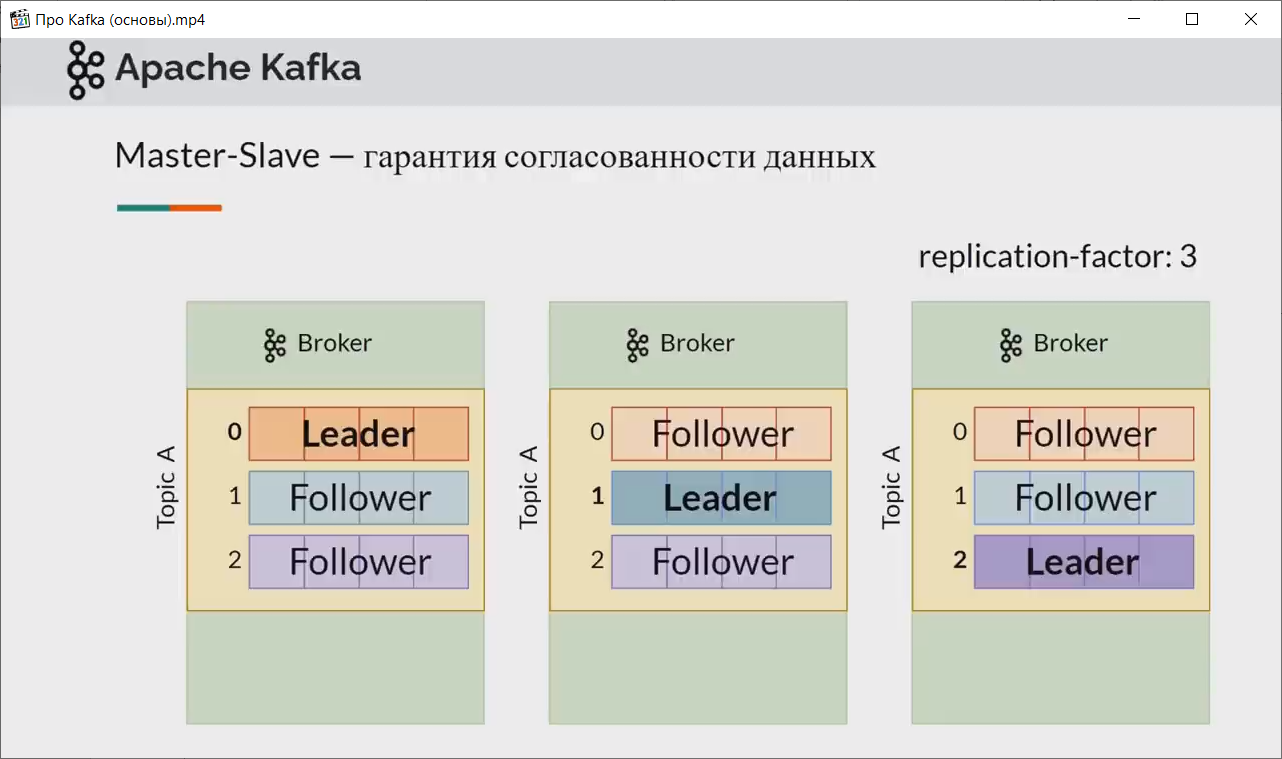 Про Kafka (основы).mp4
Apache Kafka
Master-Slave — гарантия согласованности данных
replication-factor: 3
Broker
Topic A
0 Leader
1 Follower
2 Follower
Broker
Topic A
0 Follower
1 Leader
2 Follower
Broker
Topic A
0 Follower
1 Follower
2 Leader